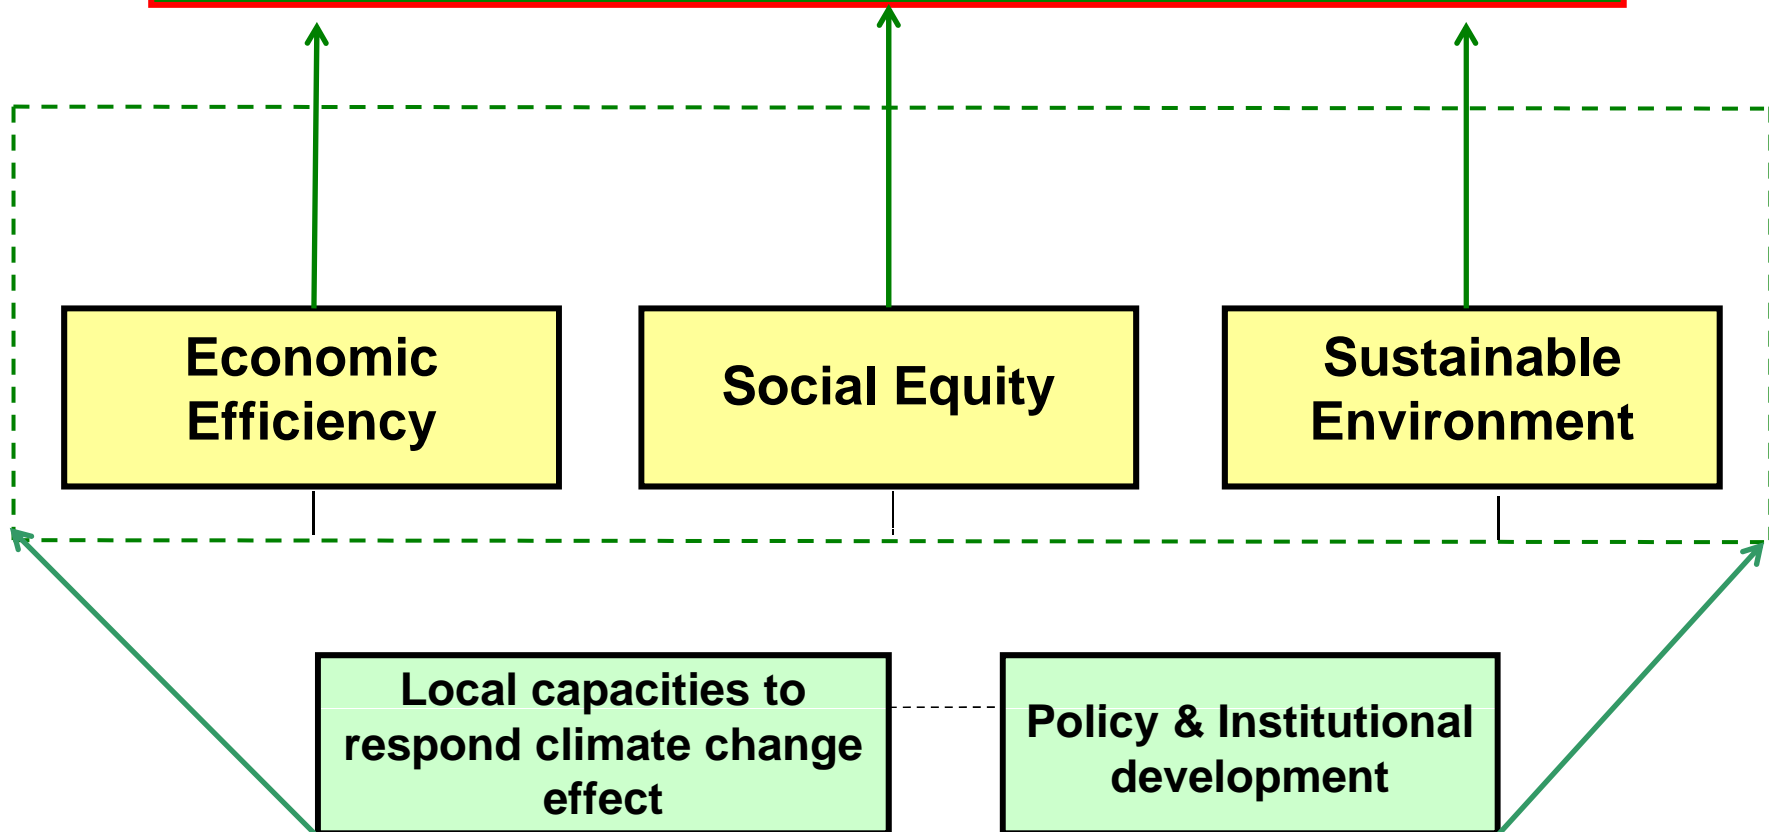 Economic
Efficiency
Social Equity
Sustainable
Environment
Local capacities to
respond climate change
effect
Policy & Institutional
development